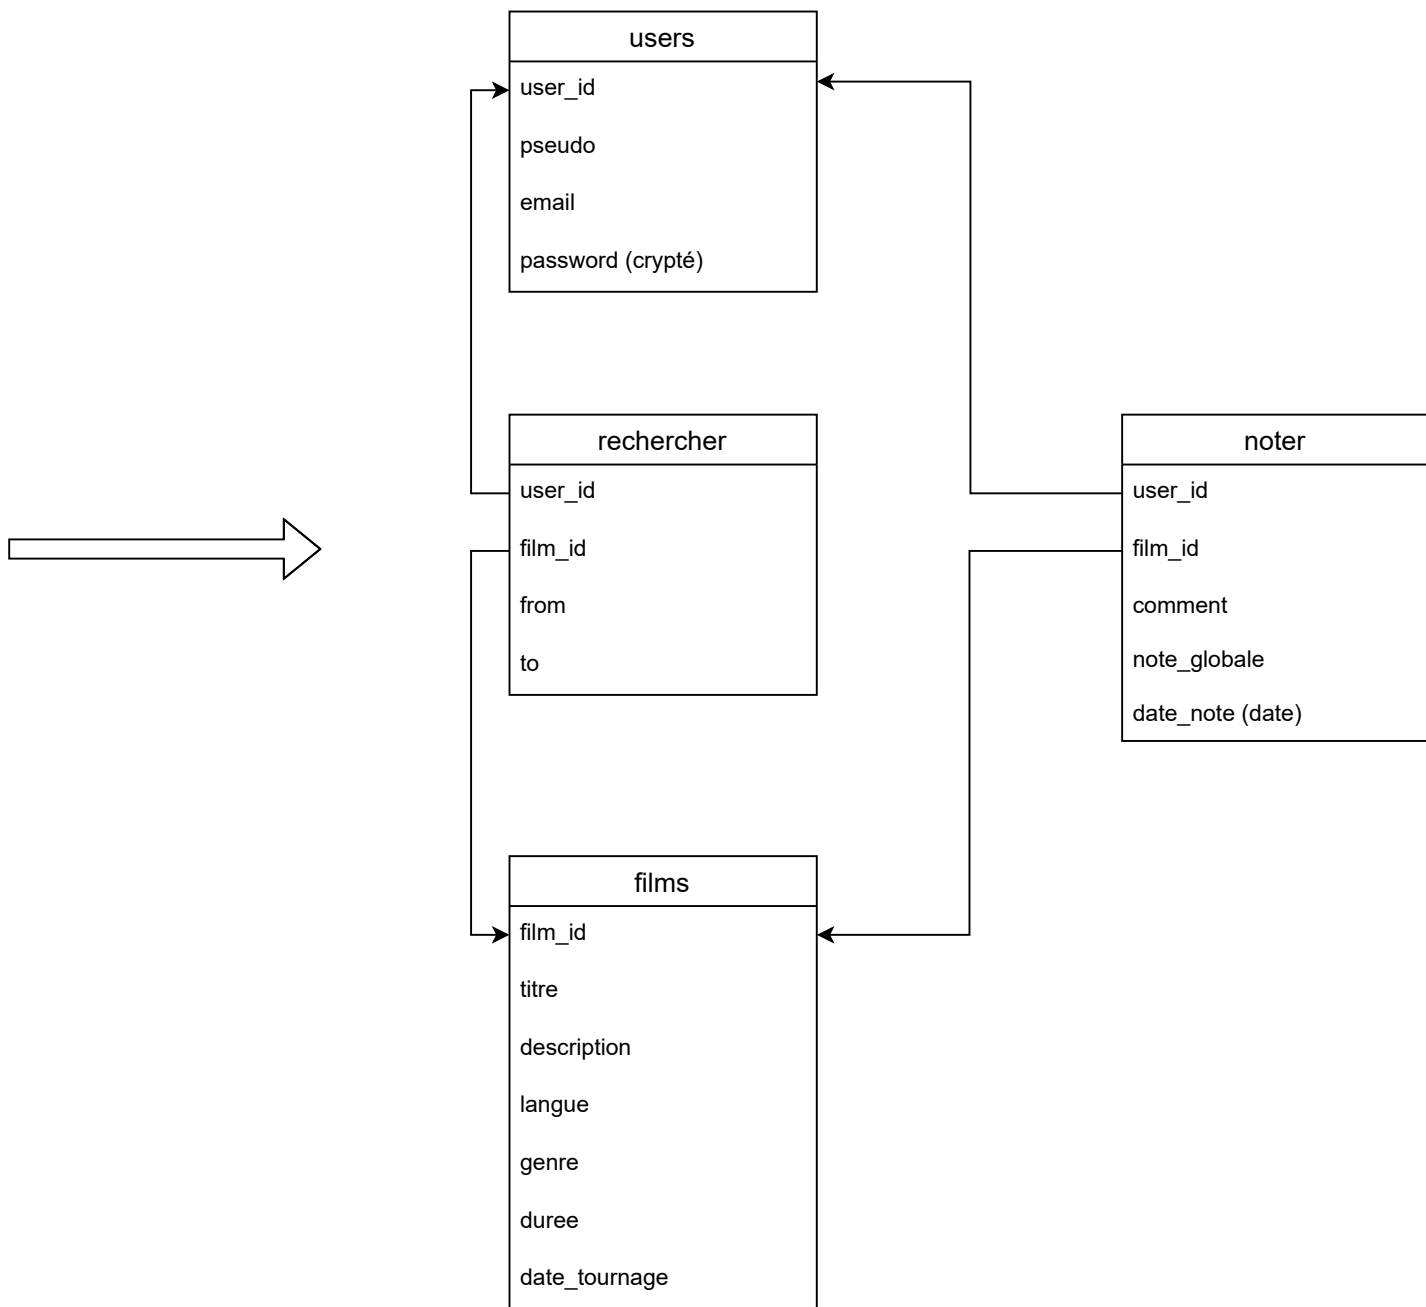 users
user_id
pseudo
email
password (crypté)
rechercher
user_id
film_id
from
to
noter
user_id
film_id
comment
note_globale
date_note (date)
films
film_id
titre
description
langue
genre
duree
date_tournage